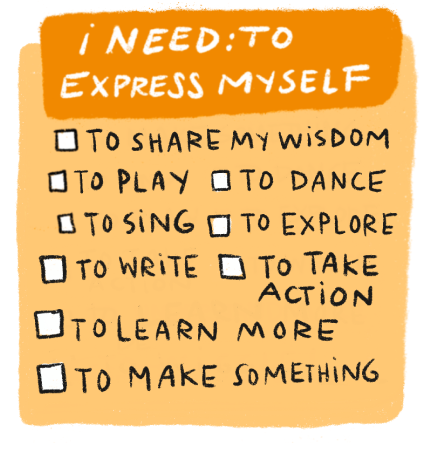 i NEED: TO
EXPRESS MYSELF
TO SHARE MY WiSDOM
TO PLAY TO DANCE
TO SiNG TO EXPLORE
TO WRiTE TO TAKE
ACTiON
TO LEARN MORE
TO MAKE SOMETHiNG